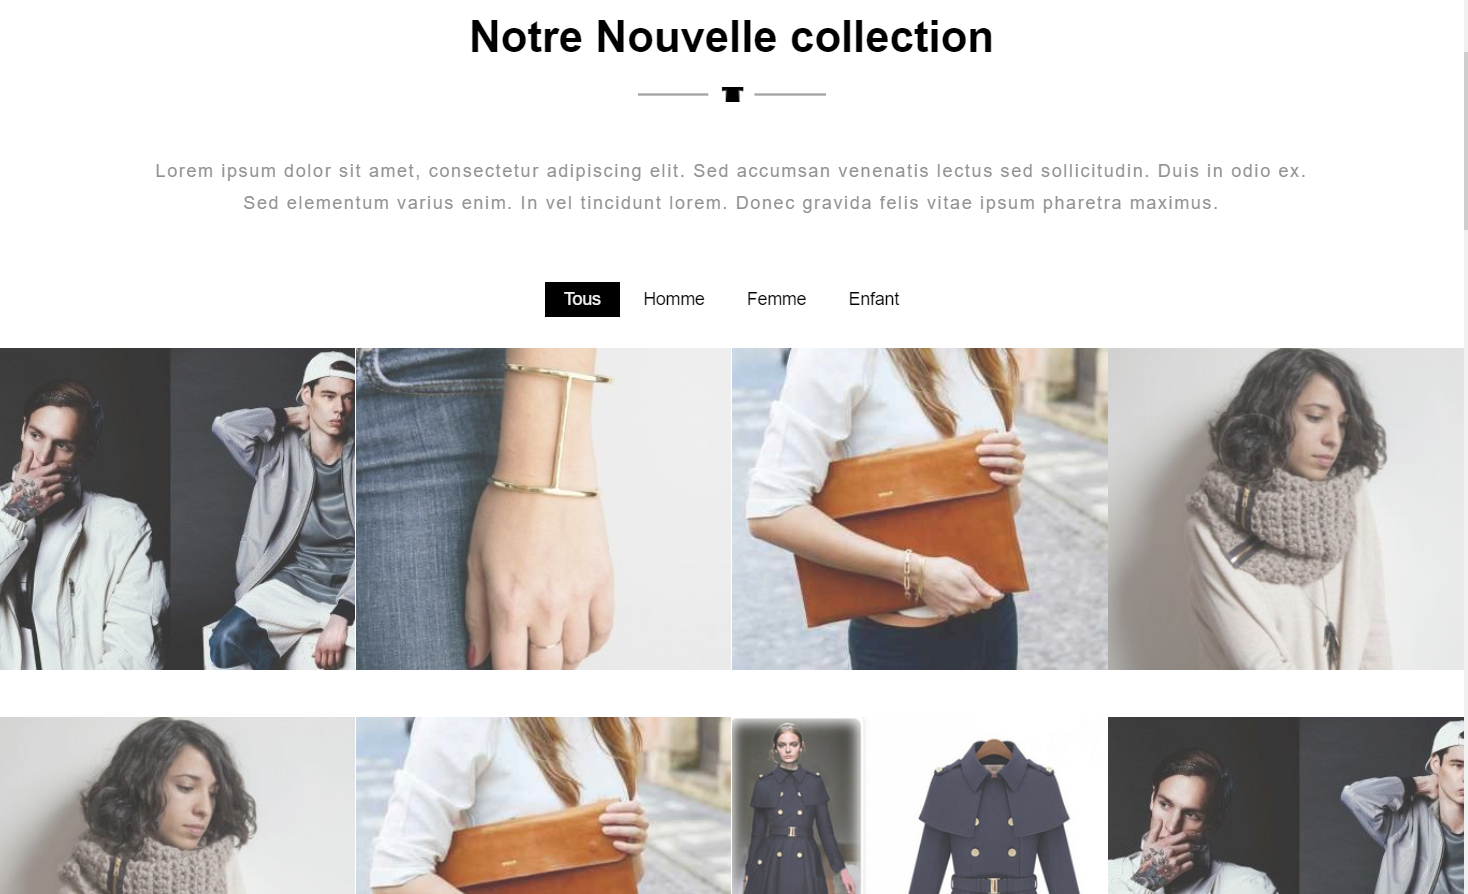 Notre Nouvelle collection
Lorem ipsum dolor sit amet, consectetur adipiscing elit. Sed accumsan venenatis lectus sed sollicitudin. Duis in odio ex.
Sed elementum varius enim. In vel tincidunt lorem. Donec gravida felis vitae ipsum pharetra maximus.
Tous Homme Femme Enfant